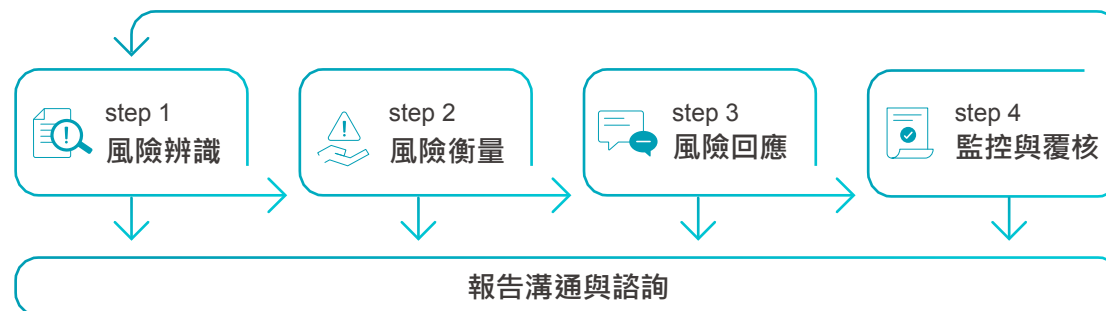 step 1
風險辨識
step 2
風險衡量
step 3
風險回應
step 4
監控與覆核
報告溝通與諮詢